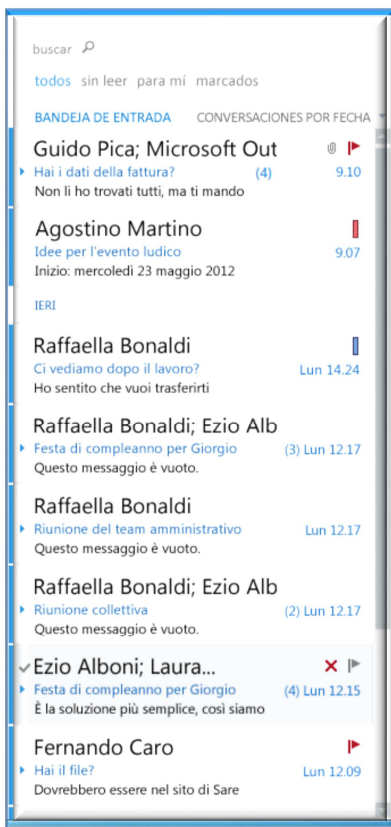 buscar
todos sin leer para mí marcados
BANDEJA DE ENTRADA CONVERSACIONES POR FECHA
Guido Pica; Microsoft Out
Hai i dati della fattura? (4) 9.10
Non li ho trovati tutti, ma ti mando
Agostino Martino
Idee per l'evento ludico 9.07
Inizio: mercoledì 23 maggio 2012
IERI
Raffaella Bonaldi
Ci vediamo dopo il lavoro? Lun 14.24
Ho sentito che vuoi trasferirti
Raffaella Bonaldi; Ezio Alb
Festa di compleanno per Giorgio (3) Lun 12.17
Questo messaggio è vuoto.
Raffaella Bonaldi
Riunione del team amministrativo Lun 12.17
Questo messaggio è vuoto.
Raffaella Bonaldi; Ezio Alb
Riunione collettiva (2) Lun 12.17
Questo messaggio è vuoto.
Ezio Alboni; Laura...
Festa di compleanno per Giorgio (4) Lun 12.15
È la soluzione più semplice, così siamo
Fernando Caro
Hai il file? Lun 12.09
Dovrebbero essere nel sito di Sare